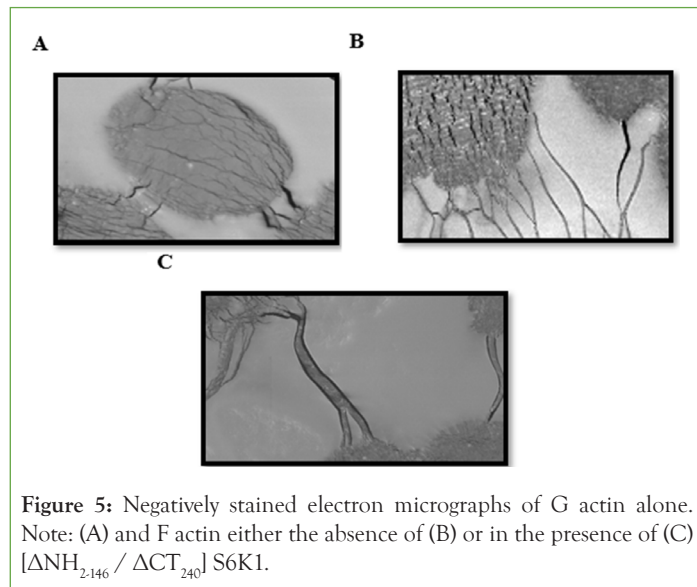 A
B
C
Figure 5: Negatively stained electron micrographs of G actin alone.
Note: (A) and F actin either the absence of (B) or in the presence of (C)
[ΔNH2-146 / ΔCT240] S6K1.